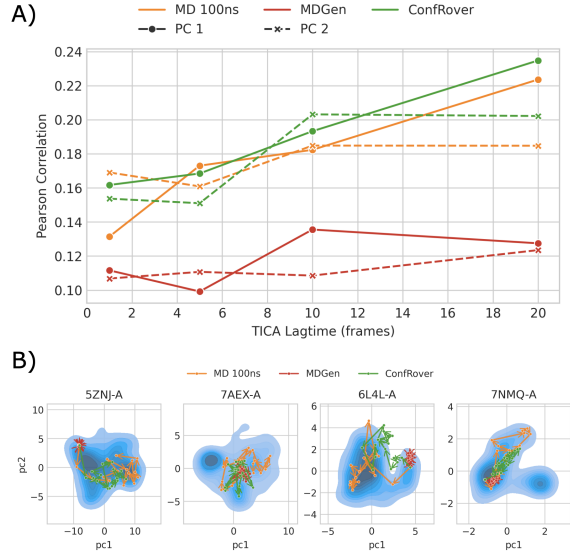 A)
MD 100ns MDGen ConfRover
PC 1 PC 2
0.24
0.22
0.20
0.18
0.16
0.14
0.12
0.10
Pearson Correlation
0 2 4 6 8 10 12 14 16 18 20
TICA Lagtime (frames)
B)
MD 100ns MDGen ConfRover
5ZNJ-A 7AEX-A 6L4L-A 7NMQ-A
pc2
10
5
0
−5
−10 0 10
pc1
5
0
−5
0 10
pc1
6
4
2
0
−2
−4
−5 0 5
pc1
4
2
0
−2
0 2
pc1